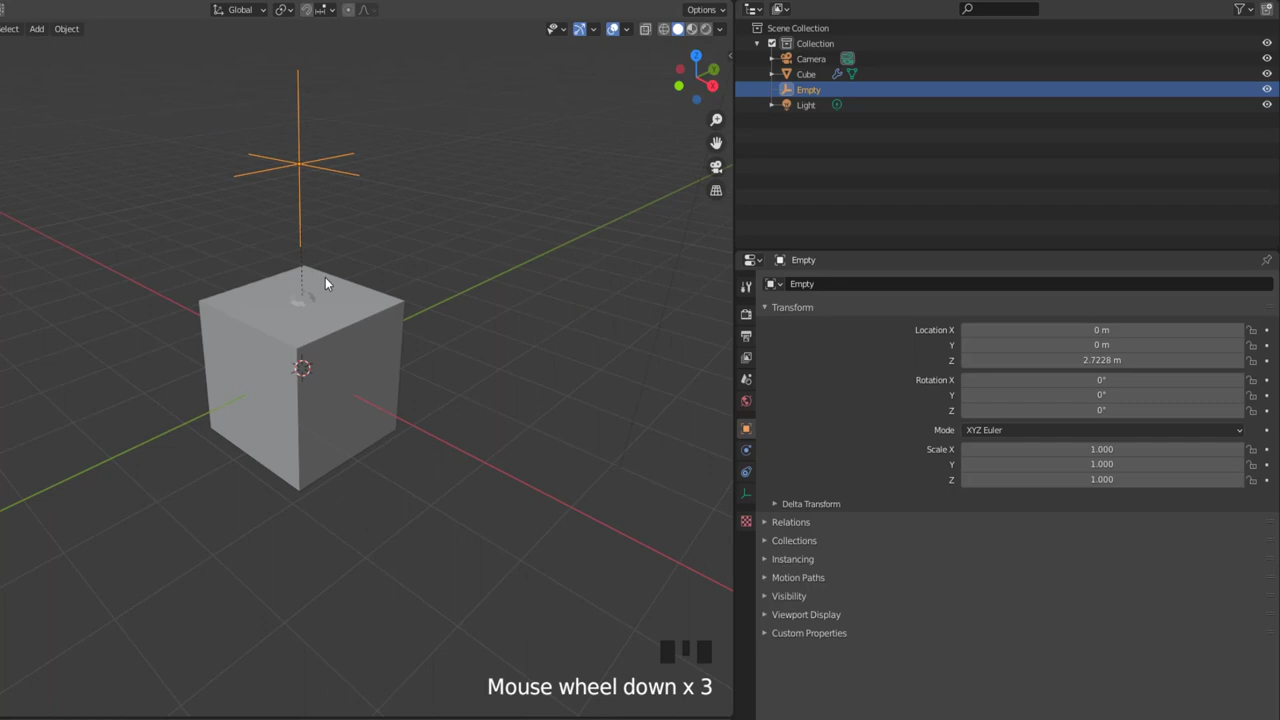 Global
Options
Select
Add
Object
Z
Y
X
Scene Collection
Collection
Camera
Cube
Empty
Light
Empty
Empty
Transform
Location X
0 m
Y
0 m
Z
2.7228 m
Rotation X
0°
Y
0°
Z
0°
Mode
XYZ Euler
Scale X
1.000
Y
1.000
Z
1.000
Delta Transform
Relations
Collections
Instancing
Motion Paths
Visibility
Viewport Display
Custom Properties
Mouse wheel down x 3